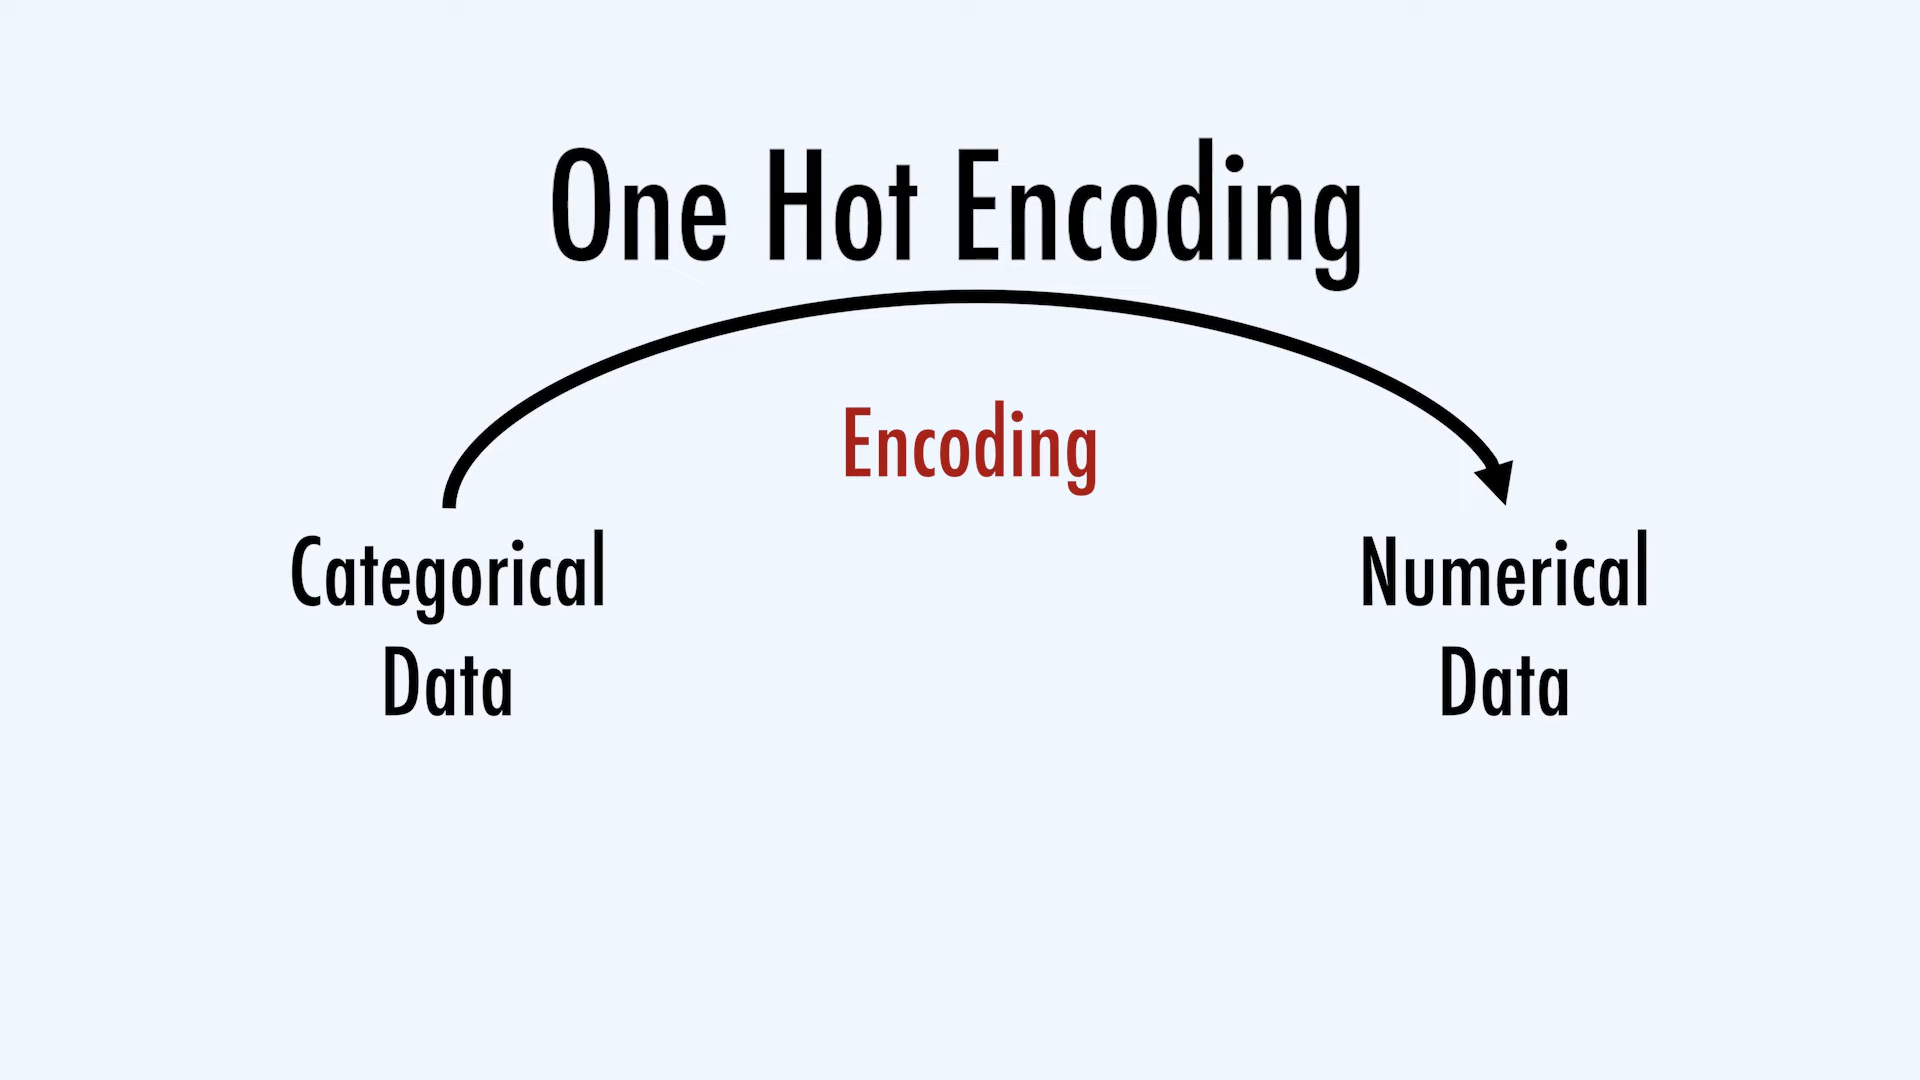 One Hot Encoding
Encoding
Categorical
Data
Numerical
Data